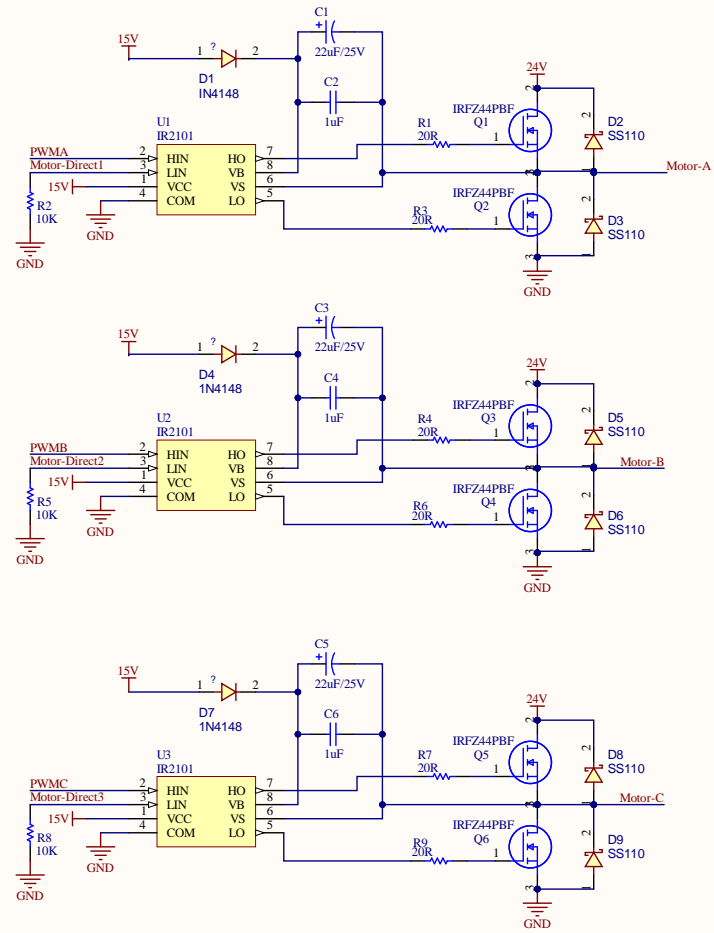 C1
15V
1 ? 2
22uF/25V
D1
IN4148
C2
1uF
24V
2
IRFZ44PBF
Q1
2
D2
SS110
U1
IR2101
R1
20R
1
PWMA
2 HIN HO 7
Motor-Direct1
3 LIN VB 8
15V
1 VCC VS 6
4 COM LO 5
Motor-A
R2
10K
GND
GND
IRFZ44PBF
Q2
R3
20R
1
2
D3
SS110
3
1
GND
C3
15V
1 ? 2
22uF/25V
D4
1N4148
C4
1uF
24V
2
IRFZ44PBF
Q3
2
D5
SS110
U2
IR2101
R4
20R
1
PWMB
2 HIN HO 7
Motor-Direct2
3 LIN VB 8
15V
1 VCC VS 6
4 COM LO 5
Motor-B
R5
10K
GND
GND
IRFZ44PBF
Q4
R6
20R
1
2
D6
SS110
3
1
GND
C5
15V
1 ? 2
22uF/25V
D7
1N4148
C6
1uF
24V
2
IRFZ44PBF
Q5
2
D8
SS110
U3
IR2101
R7
20R
1
PWMC
2 HIN HO 7
Motor-Direct3
3 LIN VB 8
15V
1 VCC VS 6
4 COM LO 5
Motor-C
R8
10K
GND
GND
IRFZ44PBF
Q6
R9
20R
1
2
D9
SS110
3
1
GND